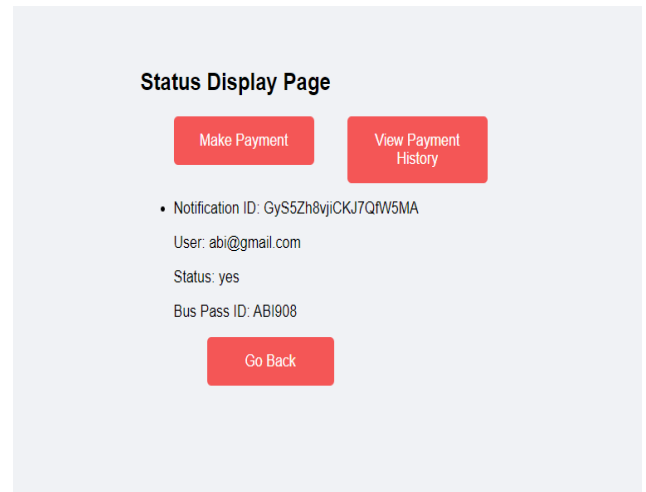 Status Display Page
Make Payment
View Payment
History
Notification ID: GyS5Zh8vjiCKJ7QfW5MA
User: abi@gmail.com
Status: yes
Bus Pass ID: ABI908
Go Back